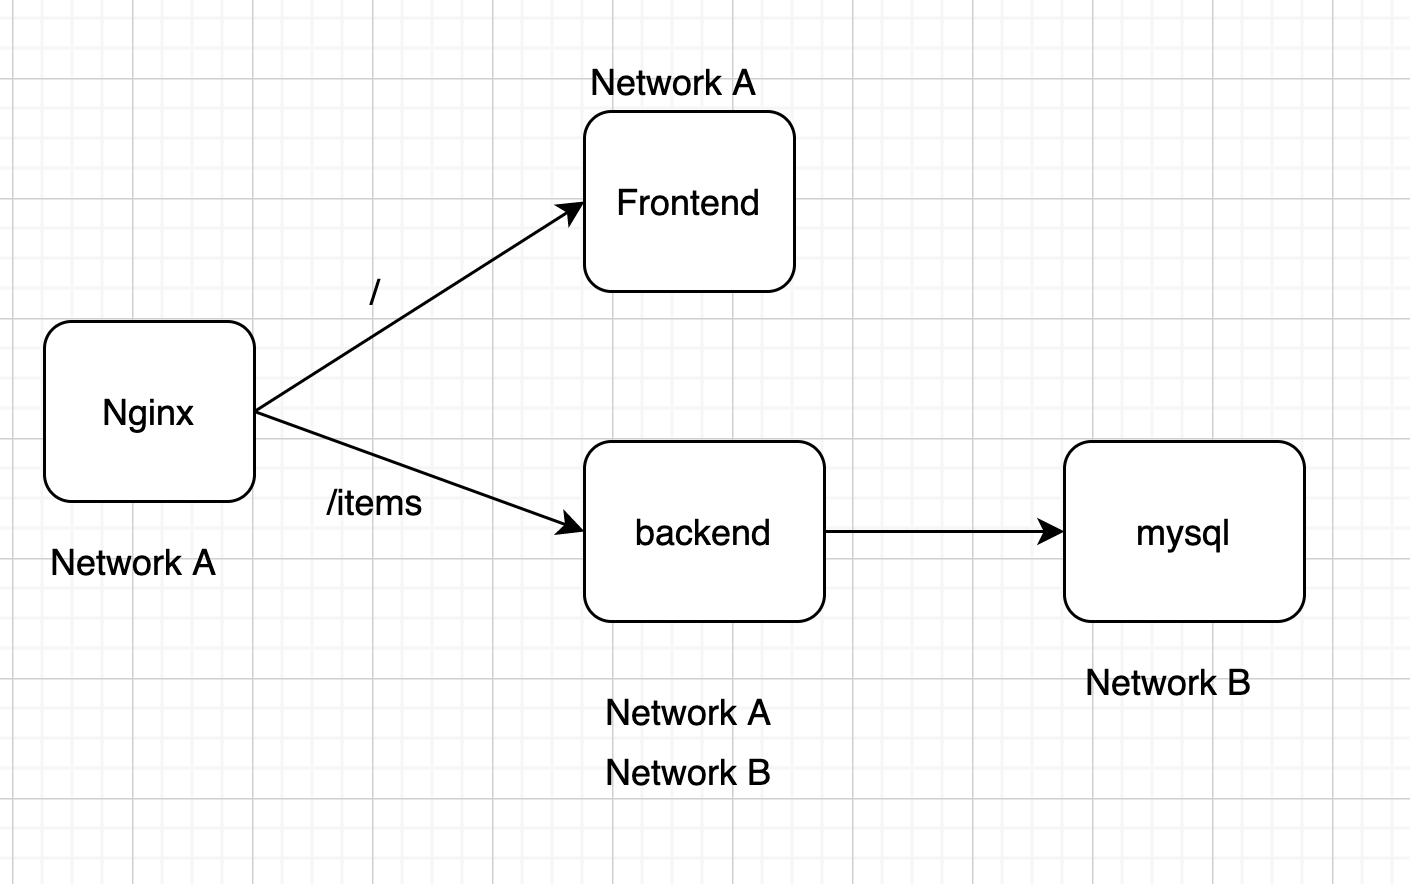 Network A
Frontend
/
Nginx
/items
Network A
backend
mysql
Network A
Network B
Network B